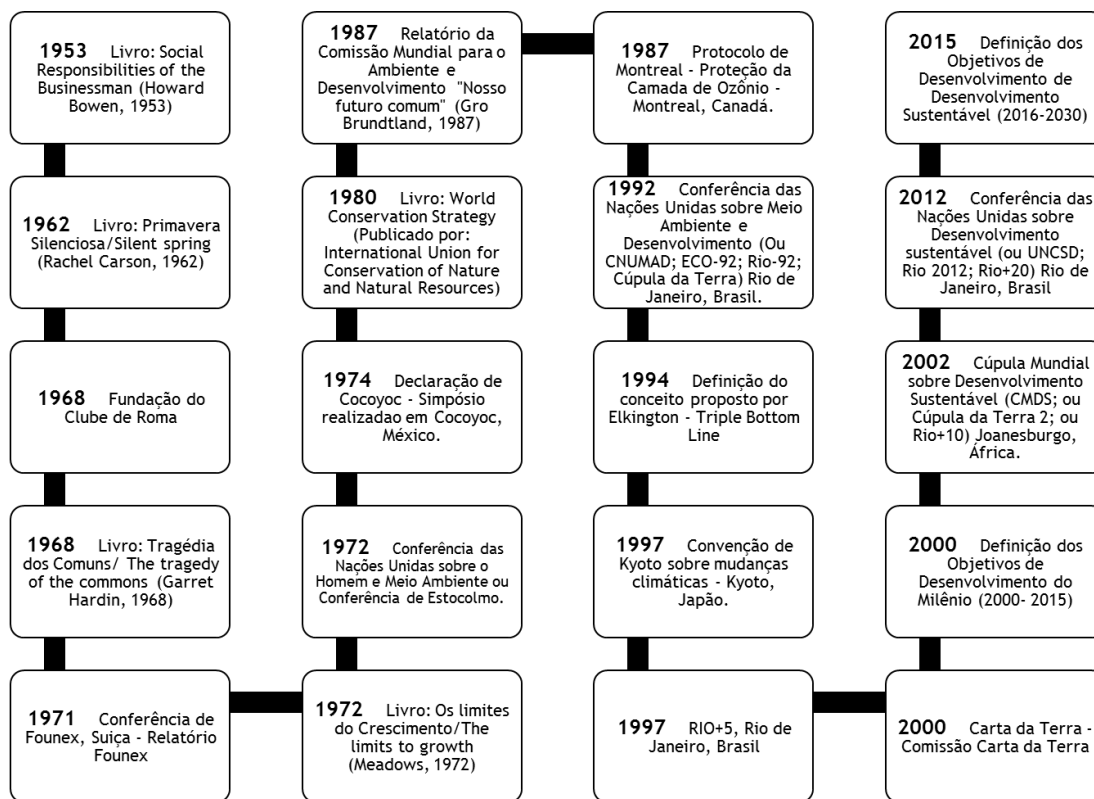 1953 Livro: Social
Responsibilities of the
Businessman (Howard
Bowen, 1953)
1962 Livro: Primavera
Silenciosa/Silent spring
(Rachel Carson, 1962)
1968 Fundação do
Clube de Roma
1968 Livro: Tragédia
dos Comuns/ The tragedy
of the commons (Garret
Hardin, 1968)
1971 Conferência de
Founex, Suiça - Relatório
Founex
1972 Livro: Os limites
do Crescimento/The
limits to growth
(Meadows, 1972)
1972 Conferência das
Nações Unidas sobre o
Homem e Meio Ambiente ou
Conferência de Estocolmo.
1974 Declaração de
Cocoyoc - Simpósio
realizadao em Cocoyoc,
México.
1980 Livro: World
Conservation Strategy
(Publicado por:
International Union for
Conservation of Nature
and Natural Resources)
1987 Relatório da
Comissão Mundial para o
Ambiente e
Desenvolvimento "Nosso
futuro comum" (Gro
Brundtland, 1987)
1987 Protocolo de
Montreal - Proteção da
Camada de Ozônio -
Montreal, Canadá.
1992 Conferência das
Nações Unidas sobre Meio
Ambiente e
Desenvolvimento (Ou
CNUMAD; ECO-92; Rio-92;
Cúpula da Terra) Rio de
Janeiro, Brasil.
1994 Definição do
conceito proposto por
Elkington - Triple Bottom
Line
1997 Convenção de
Kyoto sobre mudanças
climáticas - Kyoto,
Japão.
1997 RIO+5, Rio de
Janeiro, Brasil
2000 Carta da Terra -
Comissão Carta da Terra
2000 Definição dos
Objetivos de
Desenvolvimento do
Milênio (2000- 2015)
2002 Cúpula Mundial
sobre Desenvolvimento
Sustentável (CMDS; ou
Cúpula da Terra 2; ou
Rio+10) Joanesburgo,
África.
2012 Conferência das
Nações Unidas sobre
Desenvolvimento
sustentável (ou UNCSD;
Rio 2012; Rio+20) Rio de
Janeiro, Brasil
2015 Definição dos
Objetivos de
Desenvolvimento de
Desenvolvimento
Sustentável (2016-2030)